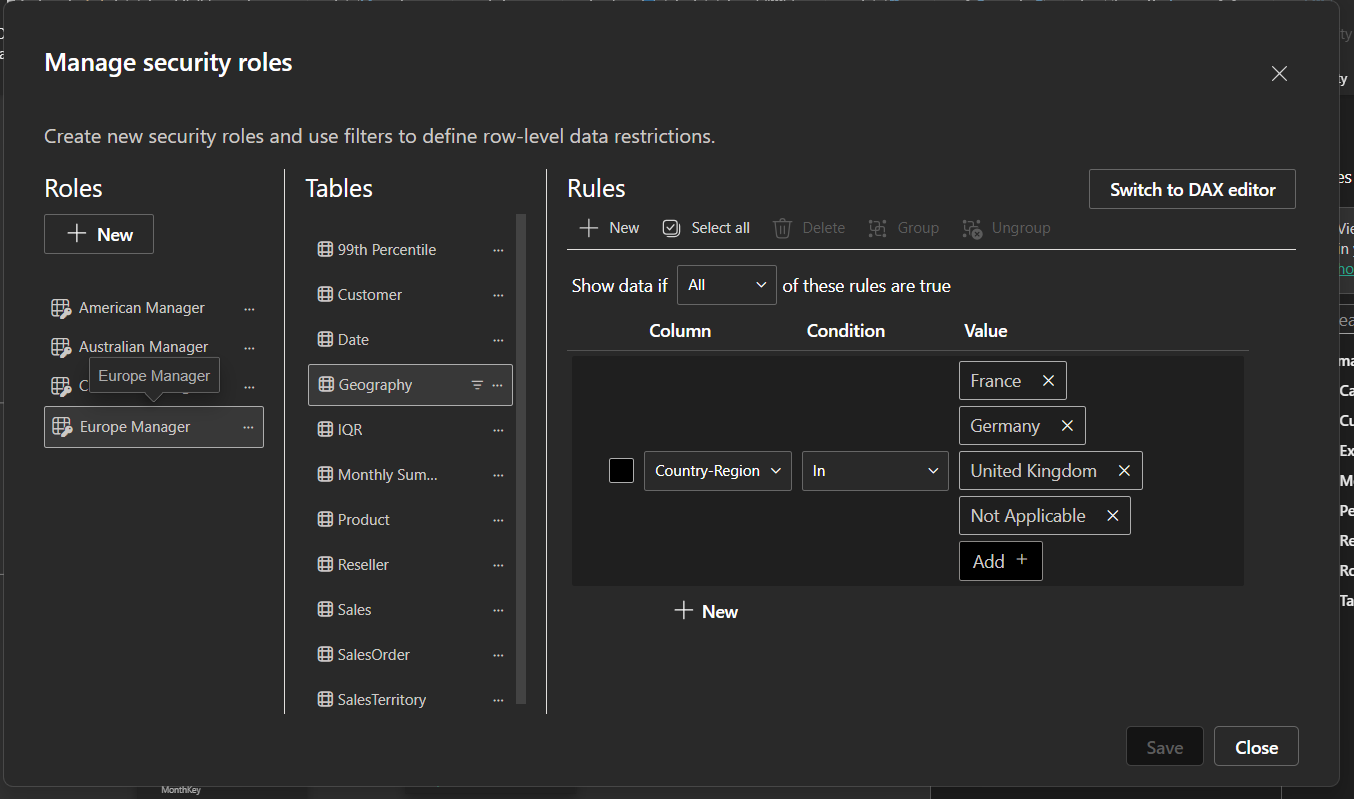 Manage security roles
Create new security roles and use filters to define row-level data restrictions.
Roles
New
American Manager
Australian Manager
Europe Manager
Europe Manager
Tables
99th Percentile
Customer
Date
Geography
IQR
Monthly Sum...
Product
Reseller
Sales
SalesOrder
SalesTerritory
Rules
Switch to DAX editor
New Select all Delete Group Ungroup
Show data if All of these rules are true
Column Condition Value
France
Germany
Country-Region In United Kingdom
Not Applicable
Add +
New
Save Close
MonthKey